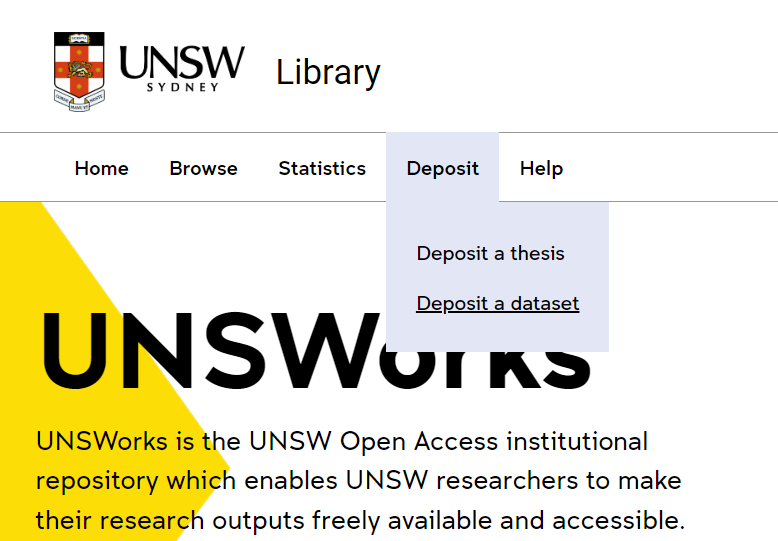 UNSW
SYDNEY
Library
Home Browse Statistics Deposit Help
Deposit a thesis
Deposit a dataset
UNSWorks
UNSWorks is the UNSW Open Access institutional
repository which enables UNSW researchers to make
their research outputs freely available and accessible.